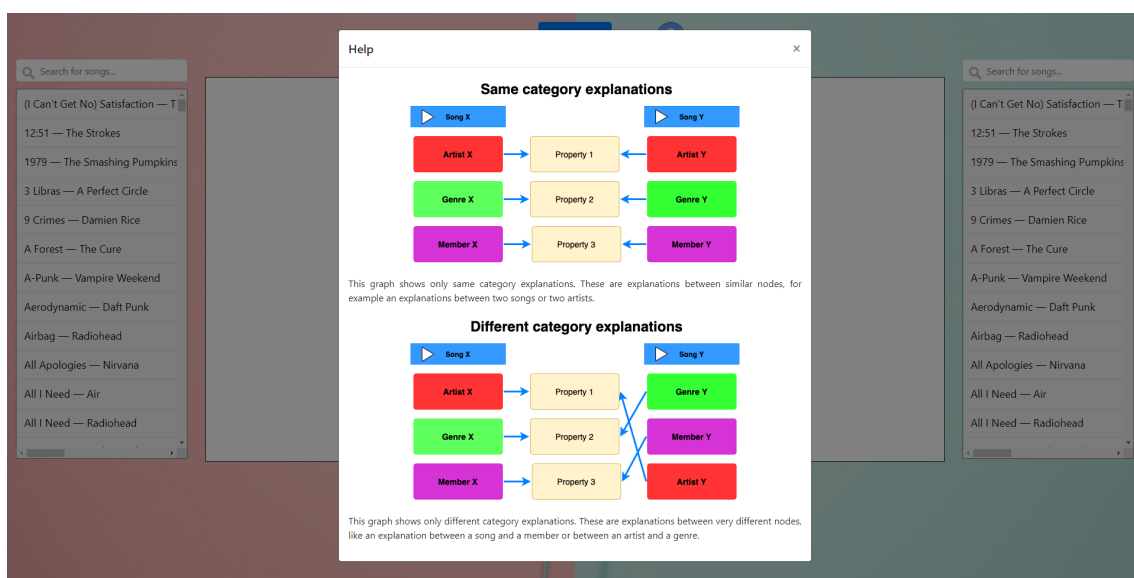 Help
×
Search for songs...
(I Can't Get No) Satisfaction — T
12:51 — The Strokes
1979 — The Smashing Pumpkins
3 Libras — A Perfect Circle
9 Crimes — Damien Rice
A Forest — The Cure
A-Punk — Vampire Weekend
Aerodynamic — Daft Punk
Airbag — Radiohead
All Apologies — Nirvana
All I Need — Air
All I Need — Radiohead
Same category explanations
Song X Song Y
Artist X Property 1 Artist Y
Genre X Property 2 Genre Y
Member X Property 3 Member Y
This graph shows only same category explanations. These are explanations between similar nodes, for
example an explanations between two songs or two artists.
Different category explanations
Song X Song Y
Artist X Property 1 Genre Y
Genre X Property 2 Member Y
Member X Property 3 Artist Y
This graph shows only different category explanations. These are explanations between very different nodes,
like an explanation between a song and a member or between an artist and a genre.
Search for songs...
(I Can't Get No) Satisfaction — T
12:51 — The Strokes
1979 — The Smashing Pumpkins
3 Libras — A Perfect Circle
9 Crimes — Damien Rice
A Forest — The Cure
A-Punk — Vampire Weekend
Aerodynamic — Daft Punk
Airbag — Radiohead
All Apologies — Nirvana
All I Need — Air
All I Need — Radiohead